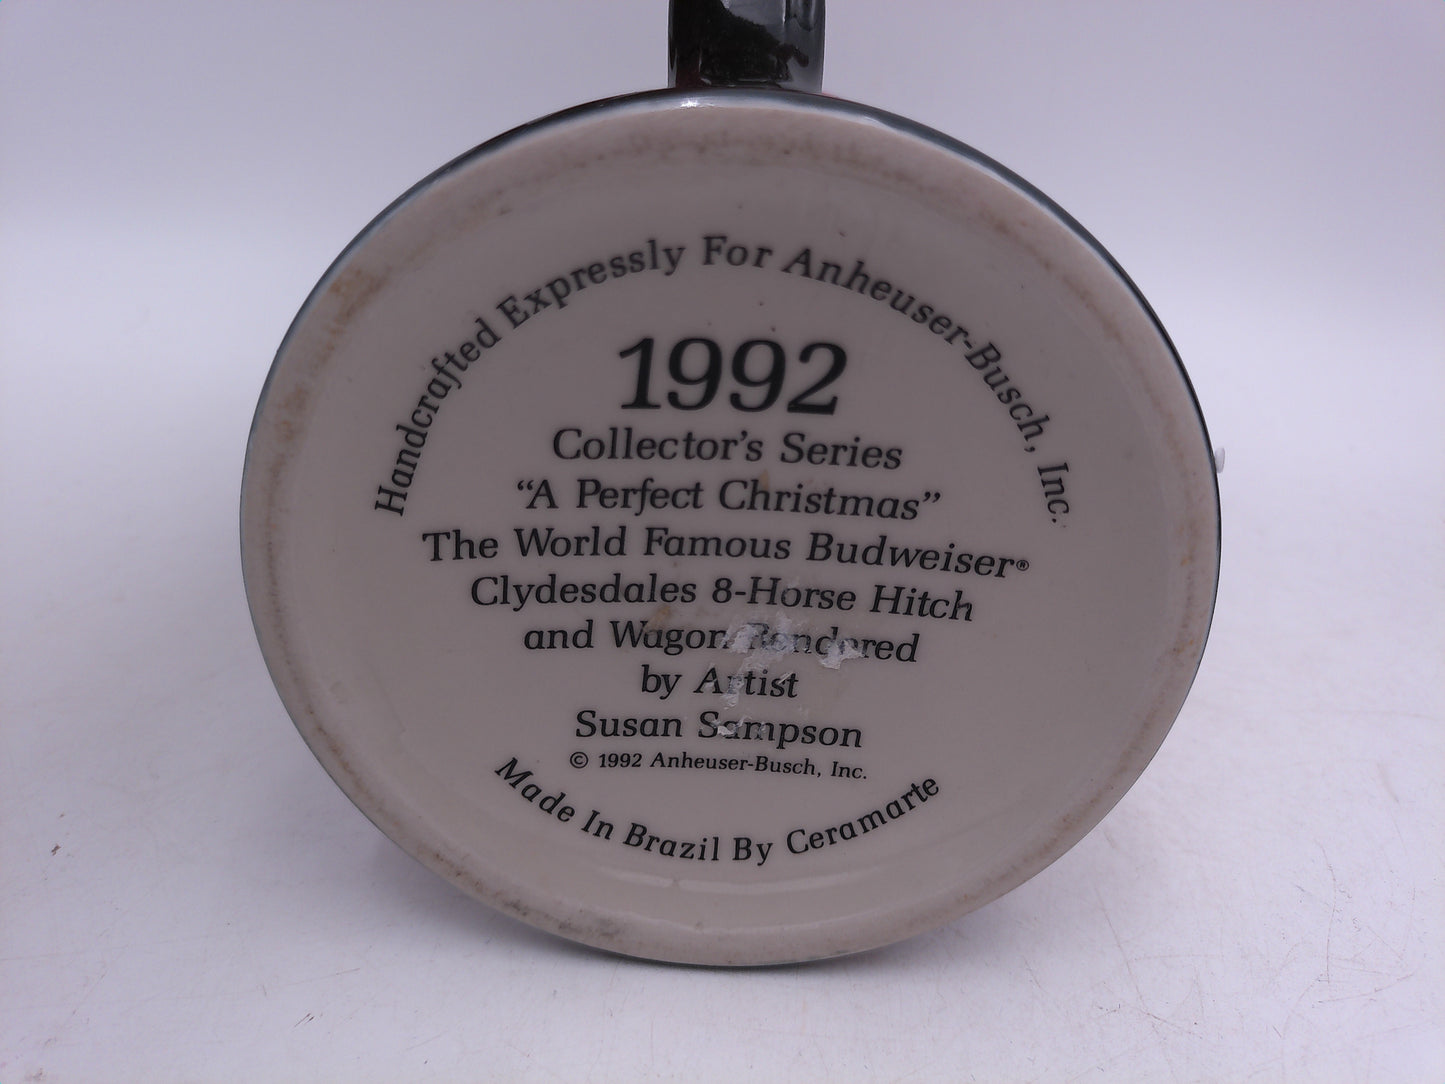 Handcrafted Expressly For Anheuser-Busch, Inc.
1992
Collector's Series
“A Perfect Christmas”
The World Famous Budweiser®
Clydesdales 8-Horse Hitch
and Wagon Rendered
by Artist
Susan Sampson
© 1992 Anheuser-Busch, Inc.
Made In Brazil By Ceramarte